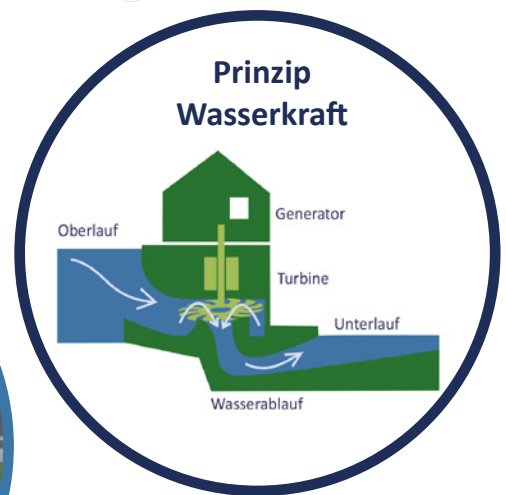 Prinzip
Wasserkraft
Oberlauf
Generator
Turbine
Unterlauf
Wasserablauf